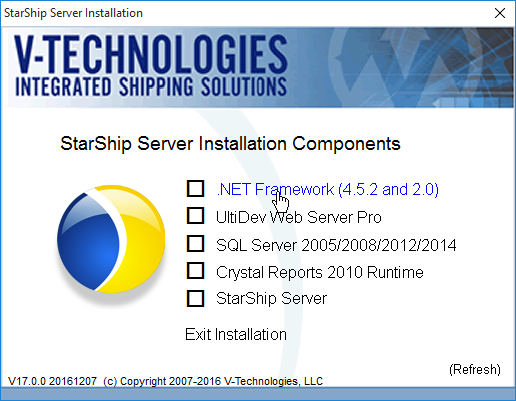 StarShip Server Installation
V-TECHNOLOGIES
INTEGRATED SHIPPING SOLUTIONS
StarShip Server Installation Components
.NET Framework (4.5.2 and 2.0)
UltiDev Web Server Pro
SQL Server 2005/2008/2012/2014
Crystal Reports 2010 Runtime
StarShip Server
Exit Installation
(Refresh)
V17.0.0 20161207 (c) Copyright 2007-2016 V-Technologies, LLC